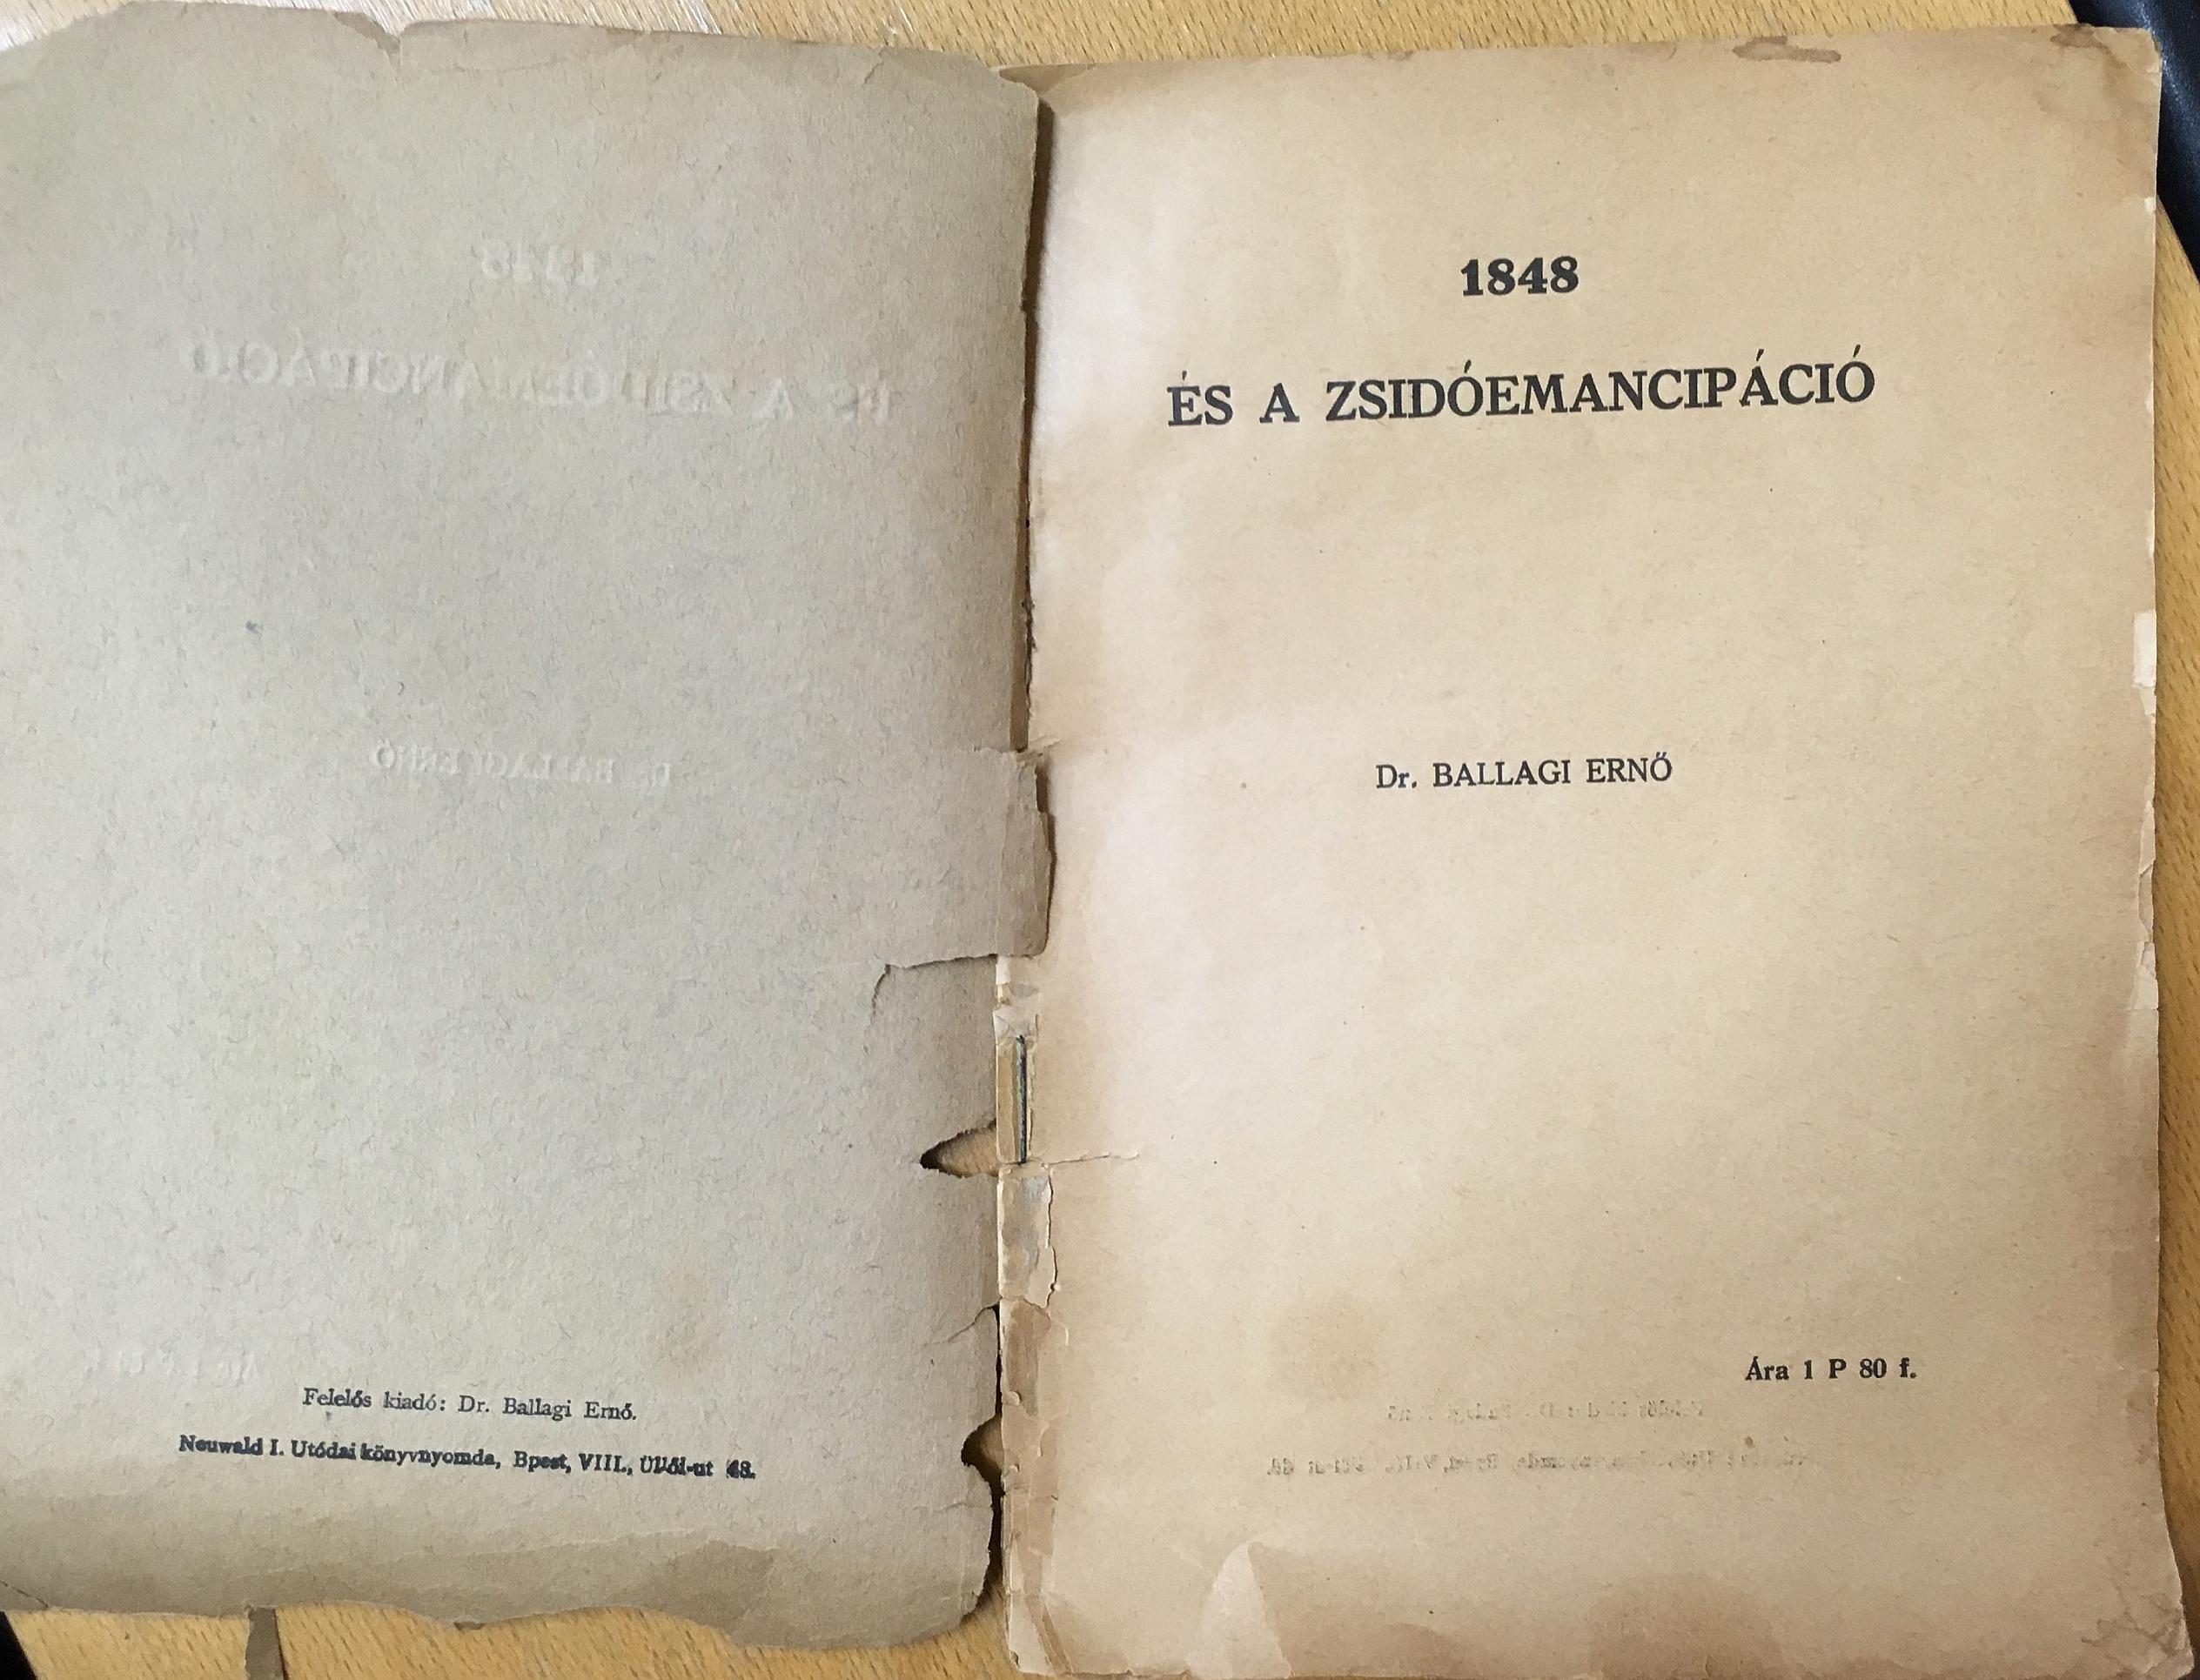 Felelős kiadó: Dr. Ballagi Ernő.
Neuwald I. Utódai könyvnyomda, Bpest, VIII., Üllői-ut 48.
1848
ÉS A ZSIDÓEMANCIPÁCIÓ
Dr. BALLAGI ERNŐ
Ára 1 P 80 f.